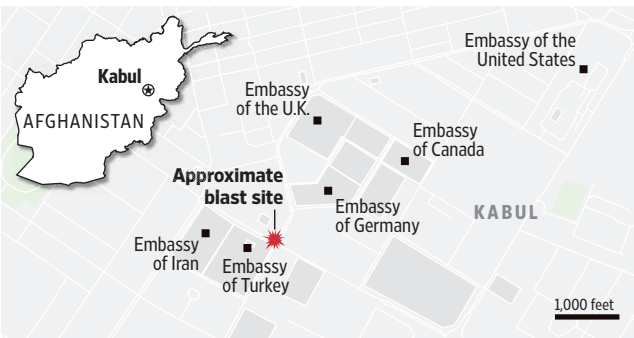 Kabul
AFGHANISTAN
Embassy of the
United States
Embassy
of the U.K.
Embassy
of Canada
Approximate
blast site
Embassy
of Germany
KABUL
Embassy
of Iran
Embassy
of Turkey
1,000 feet